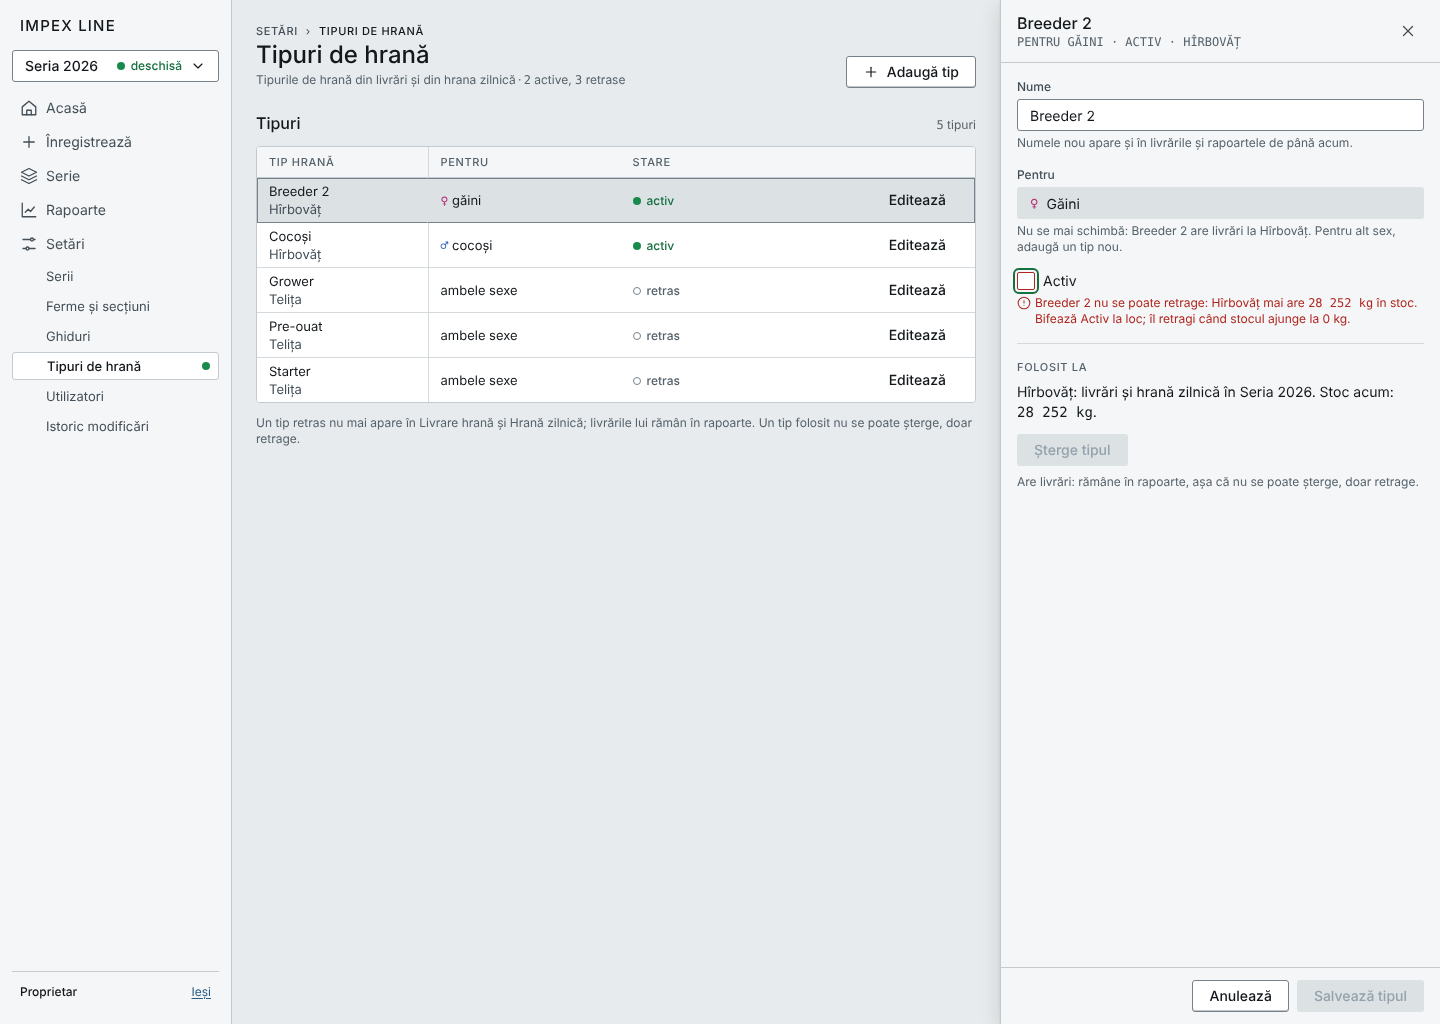 IMPEX LINE
Seria 2026 deschisă
Acasă
Înregistrează
Serie
Rapoarte
Setări
Serii
Ferme și secțiuni
Ghiduri
Tipuri de hrană
Utilizatori
Istoric modificări
Proprietar Ieși
SETĂRI › TIPURI DE HRANĂ
Tipuri de hrană
Tipurile de hrană din livrări și din hrana zilnică · 2 active, 3 retrase
Adaugă tip
Tipuri 5 tipuri
TIP HRANĂ PENTRU STARE
Breeder 2
Hîrbovăț
♀ găini activ Editează
Cocoși
Hîrbovăț
♂ cocoși activ Editează
Grower
Telița
ambele sexe retras Editează
Pre-ouat
Telița
ambele sexe retras Editează
Starter
Telița
ambele sexe retras Editează
Un tip retras nu mai apare în Livrare hrană și Hrană zilnică; livrările lui rămân în rapoarte. Un tip folosit nu se poate șterge, doar
retrage.
Breeder 2
PENTRU GĂINI · ACTIV · HÎRBOVĂȚ
Nume
Breeder 2
Numele nou apare și în livrările și rapoartele de până acum.
Pentru
♀ Găini
Nu se mai schimbă: Breeder 2 are livrări la Hîrbovăț. Pentru alt sex,
adaugă un tip nou.
Activ
Breeder 2 nu se poate retrage: Hîrbovăț mai are 28 252 kg în stoc.
Bifează Activ la loc; îl retragi când stocul ajunge la 0 kg.
FOLOSIT LA
Hîrbovăț: livrări și hrană zilnică în Seria 2026. Stoc acum:
28 252 kg.
Șterge tipul
Are livrări: rămâne în rapoarte, așa că nu se poate șterge, doar retrage.
Anulează Salvează tipul